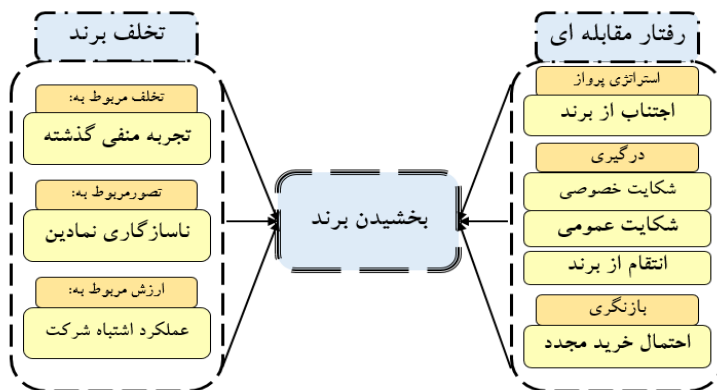 رفتار مقابله ای
استراتژی پرواز
اجتناب از برند
درگیری
شکایت خصوصی
شکایت عمومی
انتقام از برند
بازنگری
احتمال خرید مجدد
بخشیدن برند
تخلف برند
تخلف مربوط به:
تجربه منفی گذشته
تصورمربوط به:
ناسازگاری نمادین
ارزش مربوط به:
عملکرد اشتباه شرکت